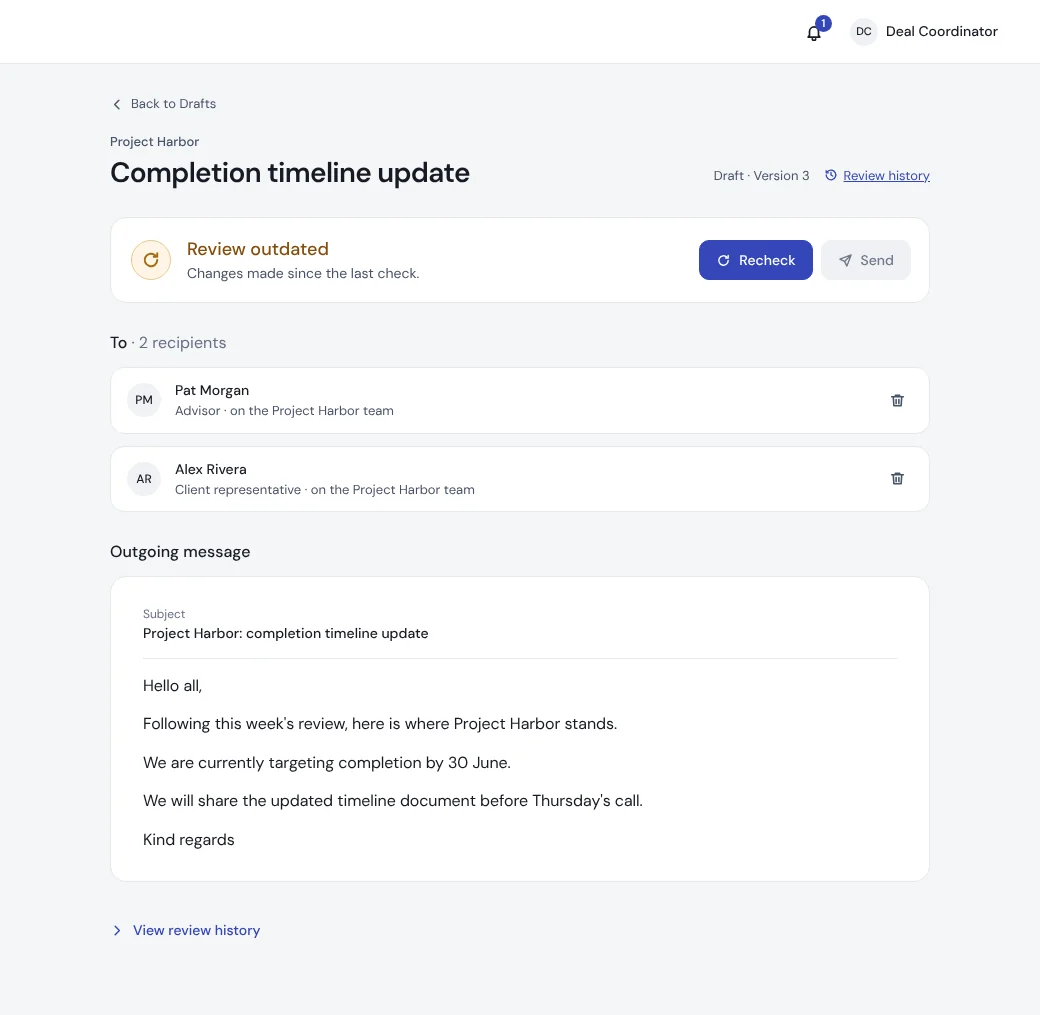 1
DC Deal Coordinator
Back to Drafts
Project Harbor
Completion timeline update
Draft · Version 3 Review history
Review outdated
Changes made since the last check.
Recheck Send
To · 2 recipients
PM
Pat Morgan
Advisor · on the Project Harbor team
AR
Alex Rivera
Client representative · on the Project Harbor team
Outgoing message
Subject
Project Harbor: completion timeline update
Hello all,
Following this week's review, here is where Project Harbor stands.
We are currently targeting completion by 30 June.
We will share the updated timeline document before Thursday's call.
Kind regards
View review history